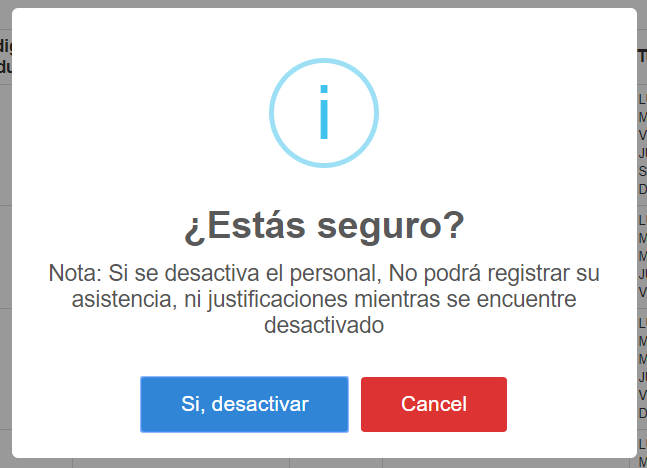 ¿Estás seguro?
Nota: Si se desactiva el personal, No podrá registrar su
asistencia, ni justificaciones mientras se encuentre
desactivado
Si, desactivar
Cancel